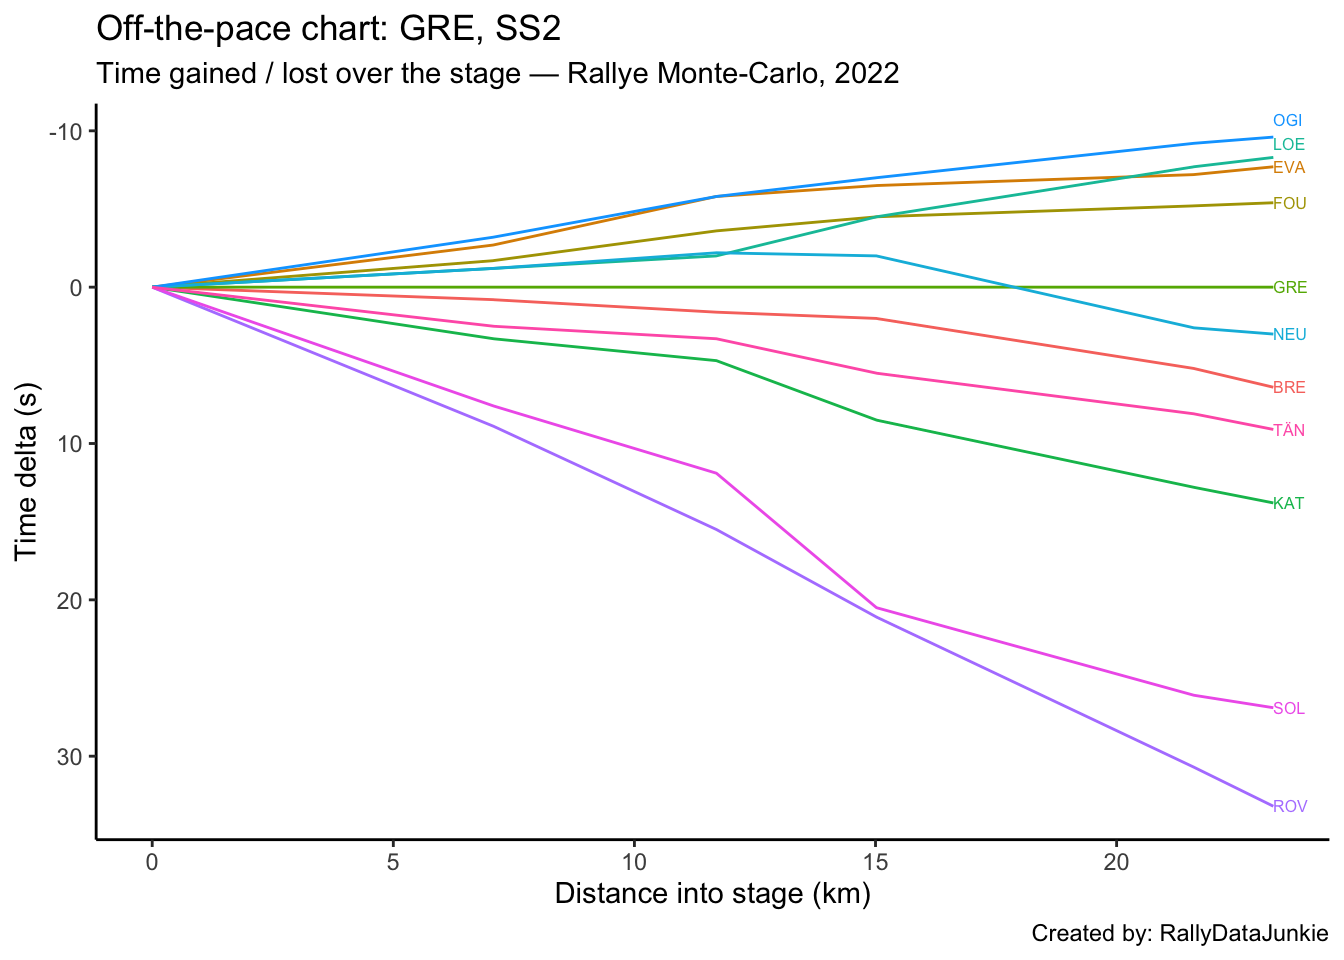 Off-the-pace chart: GRE, SS2
Time gained / lost over the stage — Rallye Monte-Carlo, 2022
-10
0
10
20
30
Time delta (s)
OGI
LOE
EVA
FOU
GRE
NEU
BRE
TÄN
KAT
SOL
ROV
0 5 10 15 20
Distance into stage (km)
Created by: RallyDataJunkie